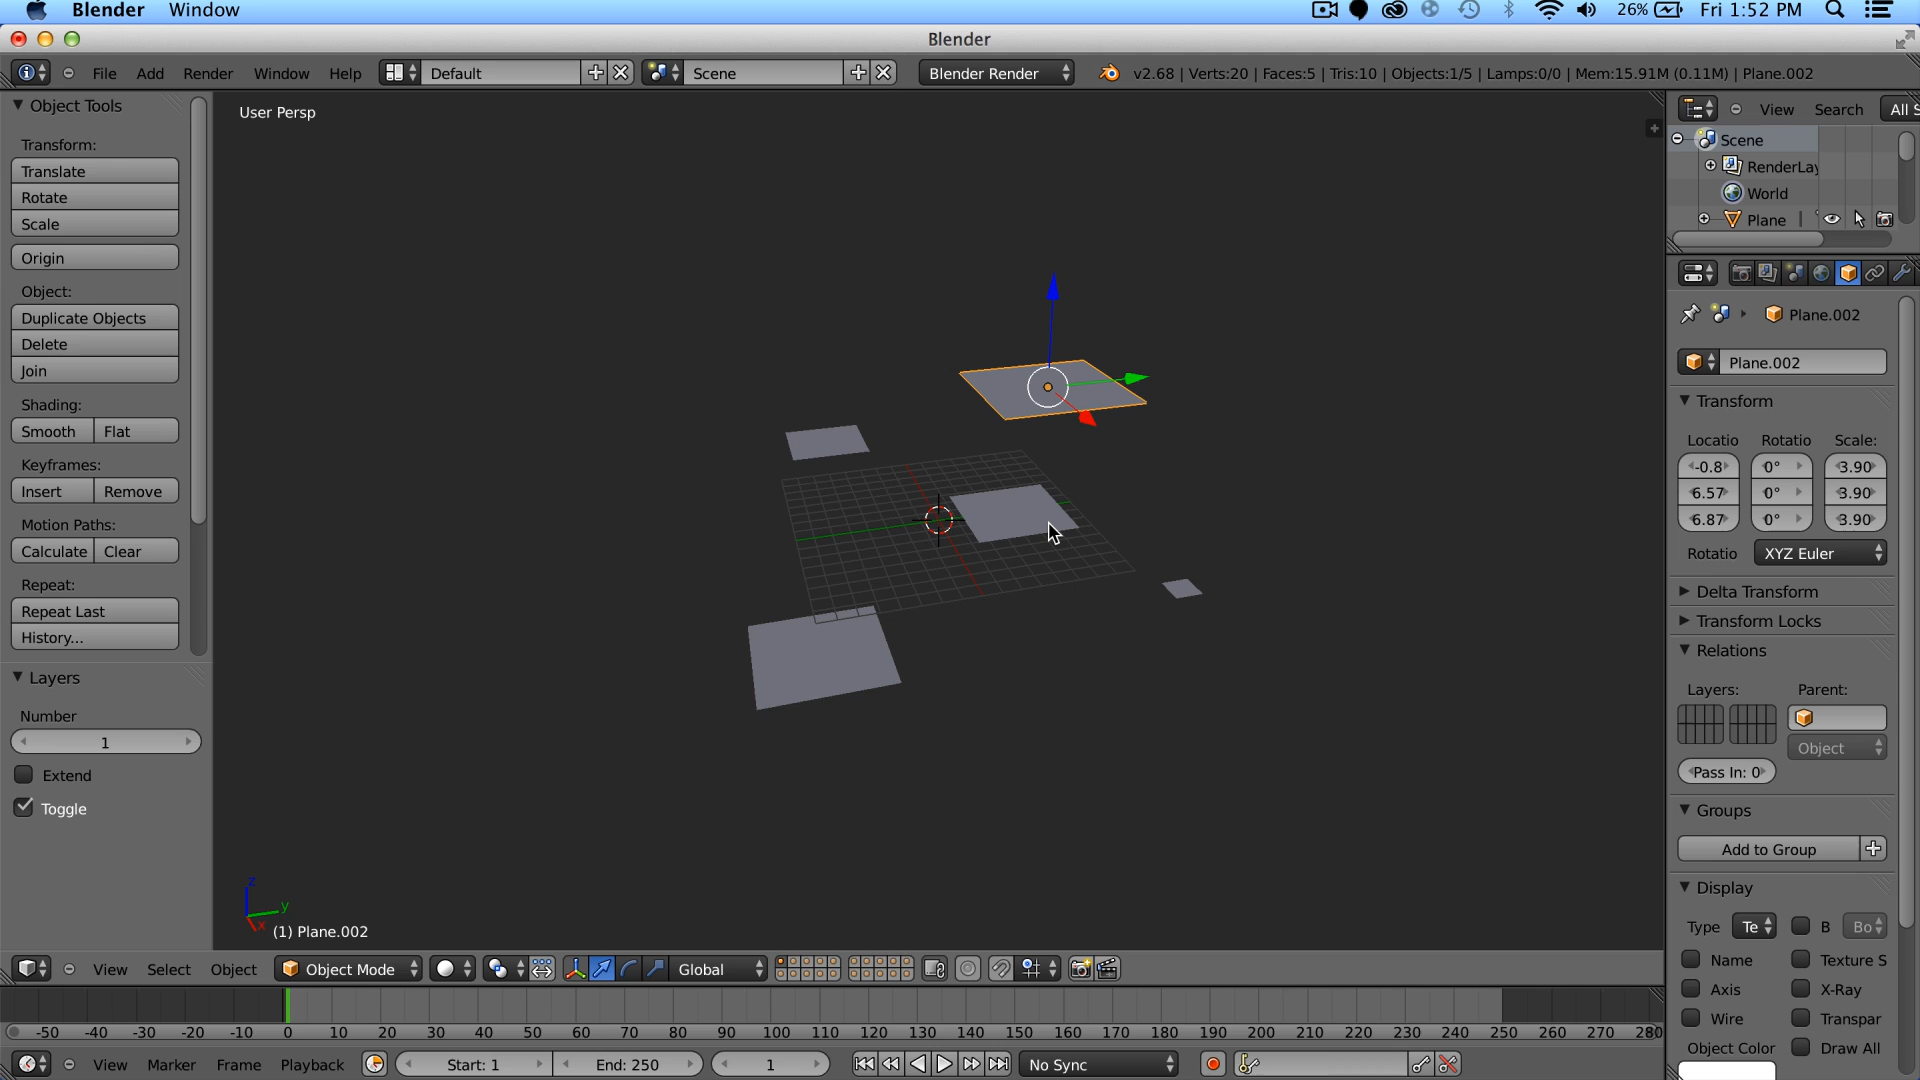 Blender Window 26% Fri 1:52 PM
Blender
File Add Render Window Help Default Scene Blender Render v2.68 | Verts:20 | Faces:5 | Tris:10 | Objects:1/5 | Lamps:0/0 | Mem:15.91M (0.11M) | Plane.002
Object Tools
Transform:
Translate
Rotate
Scale
Origin
Object:
Duplicate Objects
Delete
Join
Shading:
Smooth Flat
Keyframes:
Insert Remove
Motion Paths:
Calculate Clear
Repeat:
Repeat Last
History...
Layers
Number
1
Extend
Toggle
User Persp
z
y
x
(1) Plane.002
View Search All S
Scene
RenderLay
World
Plane
Plane.002
Plane.002
Transform
Locatio Rotatio Scale:
-0.8 0° 3.90
6.57 0° 3.90
6.87 0° 3.90
Rotatio XYZ Euler
Delta Transform
Transform Locks
Relations
Layers: Parent:
Object
Pass In: 0
Groups
Add to Group
Display
Type Te B Bo
Name Texture S
Axis X-Ray
Wire Transpar
Object Color Draw All
View Select Object Object Mode Global
-50 -40 -30 -20 -10 0 10 20 30 40 50 60 70 80 90 100 110 120 130 140 150 160 170 180 190 200 210 220 230 240 250 260 270 280
View Marker Frame Playback Start: 1 End: 250 1 No Sync